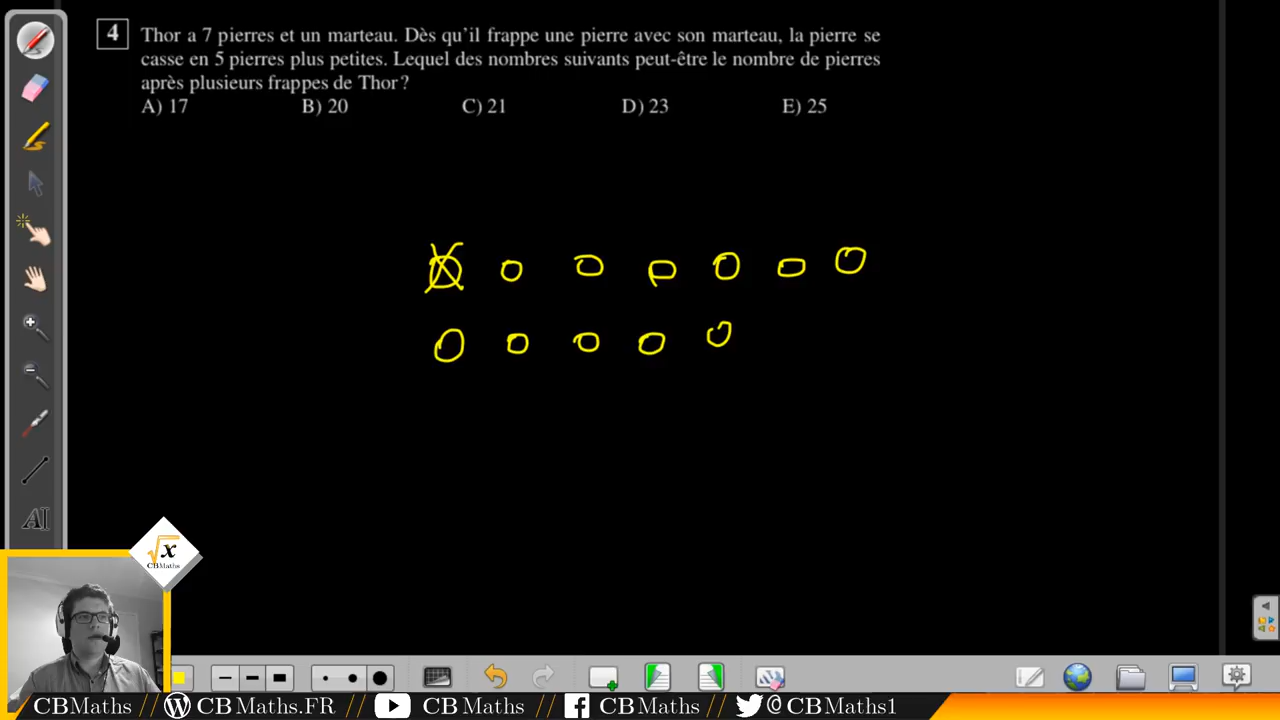 4 Thor a 7 pierres et un marteau. Dès qu'il frappe une pierre avec son marteau, la pierre se
casse en 5 pierres plus petites. Lequel des nombres suivants peut-être le nombre de pierres
après plusieurs frappes de Thor ?
A) 17 B) 20 C) 21 D) 23 E) 25
AI
√x
CBMaths
CBMaths CBMaths.FR CBMaths CBMaths @CBMaths1